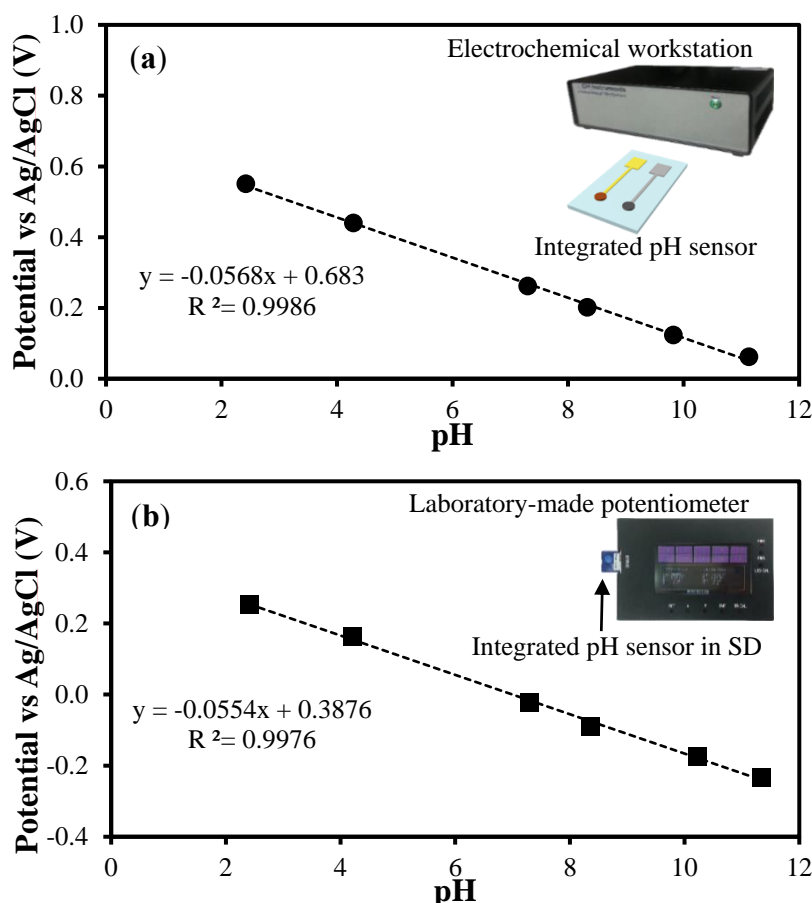 (a)
Electrochemical workstation
Integrated pH sensor
y = -0.0568x + 0.683
R ²= 0.9986
Potential vs Ag/AgCl (V)
1.0
0.8
0.6
0.4
0.2
0.0
0 2 4 6 8 10 12
pH
(b)
Laboratory-made potentiometer
Integrated pH sensor in SD
y = -0.0554x + 0.3876
R ²= 0.9976
Potential vs Ag/AgCl (V)
0.6
0.4
0.2
0.0
-0.2
-0.4
0 2 4 6 8 10 12
pH